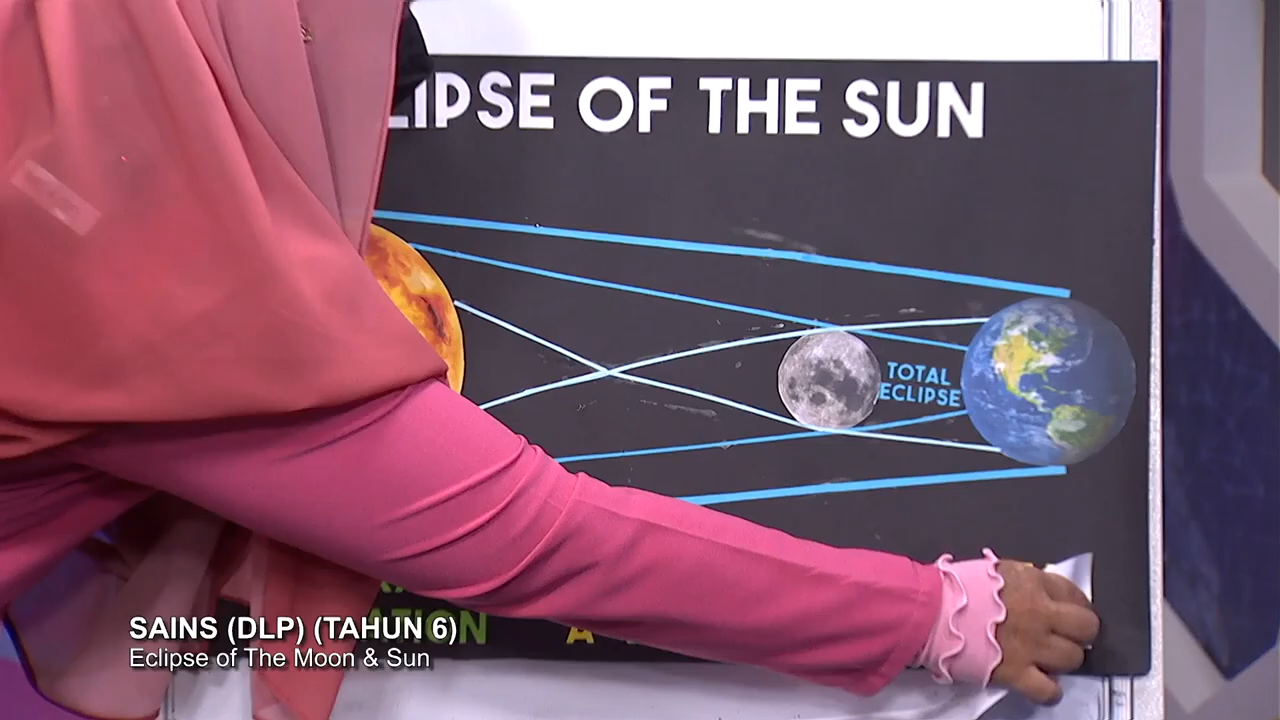 LIPSE OF THE SUN
TOTAL
ECLIPSE
SAINS (DLP) (TAHUN 6)
Eclipse of The Moon & Sun